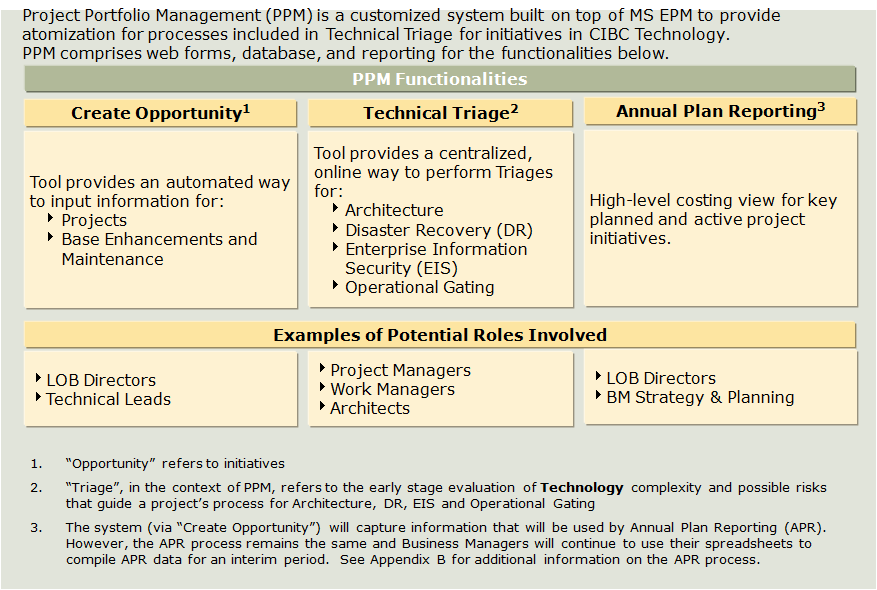 Project Portfolio Management (PPM) is a customized system built on top of MS EPM to provide
atomization for processes included in Technical Triage for initiatives in CIBC Technology.
PPM comprises web forms, database, and reporting for the functionalities below.
PPM Functionalities
Create Opportunity1
Tool provides an automated way
to input information for:
Projects
Base Enhancements and
Maintenance
Technical Triage2
Tool provides a centralized,
online way to perform Triages
for:
Architecture
Disaster Recovery (DR)
Enterprise Information
Security (EIS)
Operational Gating
Annual Plan Reporting3
High-level costing view for key
planned and active project
initiatives.
Examples of Potential Roles Involved
LOB Directors
Technical Leads
Project Managers
Work Managers
Architects
LOB Directors
BM Strategy & Planning
1. “Opportunity” refers to initiatives
2. “Triage”, in the context of PPM, refers to the early stage evaluation of Technology complexity and possible risks
that guide a project’s process for Architecture, DR, EIS and Operational Gating
3. The system (via “Create Opportunity”) will capture information that will be used by Annual Plan Reporting (APR).
However, the APR process remains the same and Business Managers will continue to use their spreadsheets to
compile APR data for an interim period. See Appendix B for additional information on the APR process.